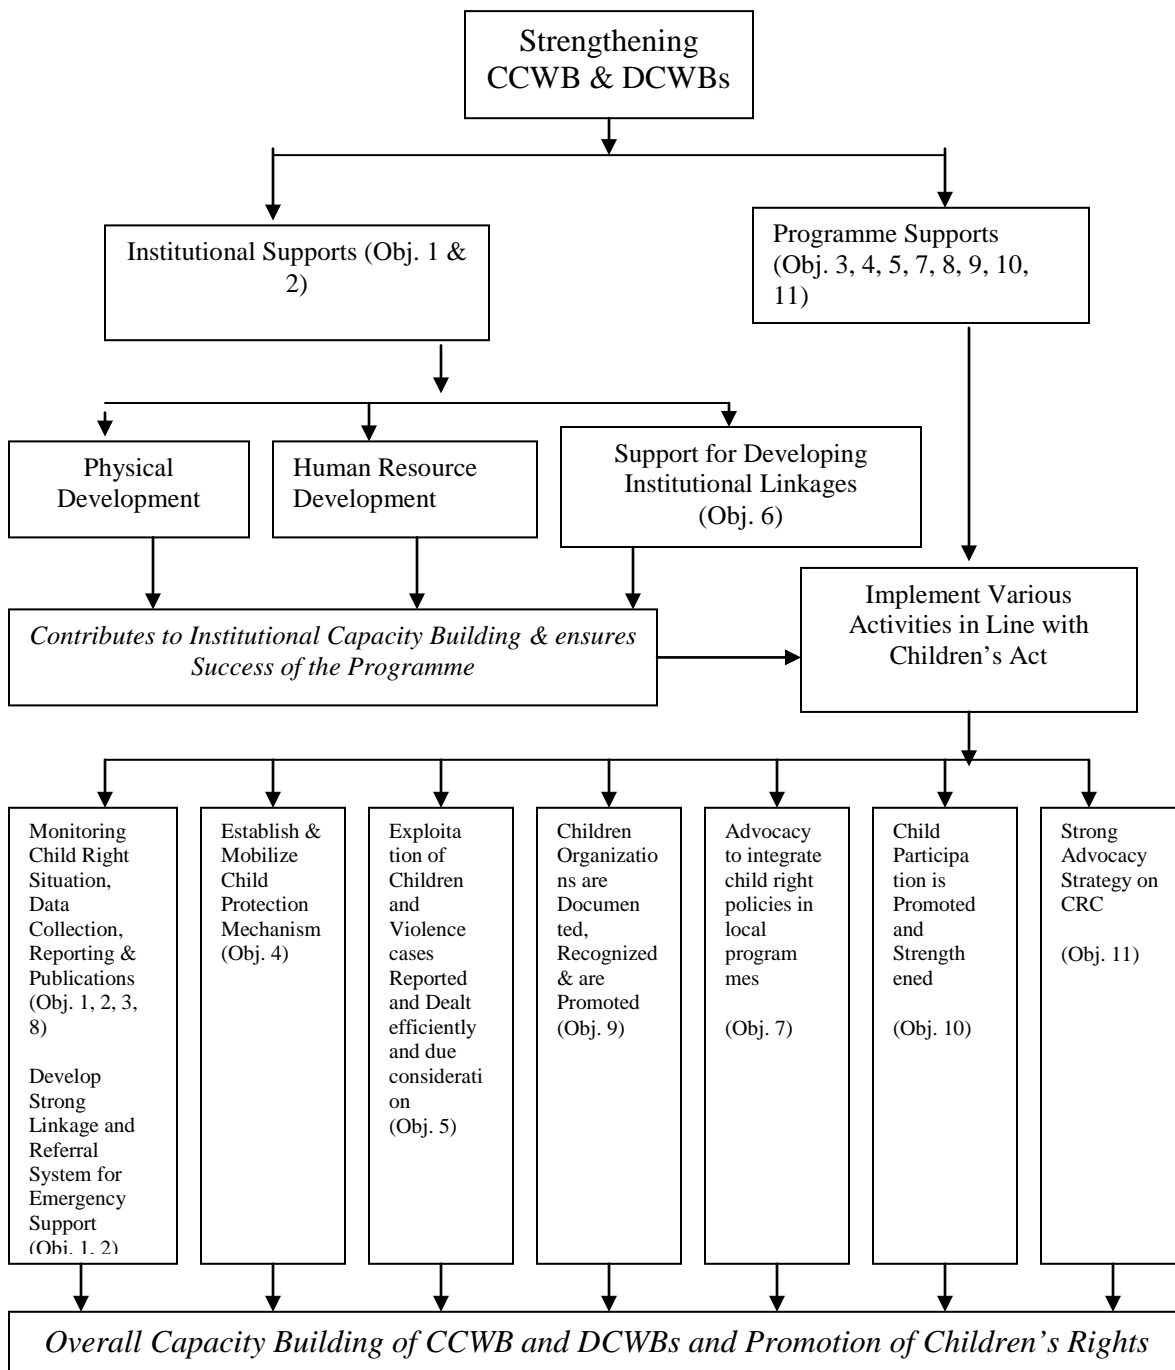 Strengthening
CCWB & DCWBs
Institutional Supports (Obj. 1 &
2)
Programme Supports
(Obj. 3, 4, 5, 7, 8, 9, 10,
11)
Physical
Development
Human Resource
Development
Support for Developing
Institutional Linkages
(Obj. 6)
Contributes to Institutional Capacity Building & ensures
Success of the Programme
Implement Various
Activities in Line with
Children's Act
Monitoring
Child Right
Situation,
Data
Collection,
Reporting &
Publications
(Obj. 1, 2, 3,
8)
Develop
Strong
Linkage and
Referral
System for
Emergency
Support
(Obj. 1, 2)
Establish &
Mobilize
Child
Protection
Mechanism
(Obj. 4)
Exploita
tion of
Children
and
Violence
cases
Reported
and Dealt
efficiently
and due
considerati
on
(Obj. 5)
Children
Organizatio
ns are
Documen
ted,
Recognized
& are
Promoted
(Obj. 9)
Advocacy
to integrate
child right
policies in
local
programm
mes
(Obj. 7)
Child
Participa
tion is
Promoted
and
Strength
ened
(Obj. 10)
Strong
Advocacy
Strategy on
CRC
(Obj. 11)
Overall Capacity Building of CCWB and DCWBs and Promotion of Children's Rights